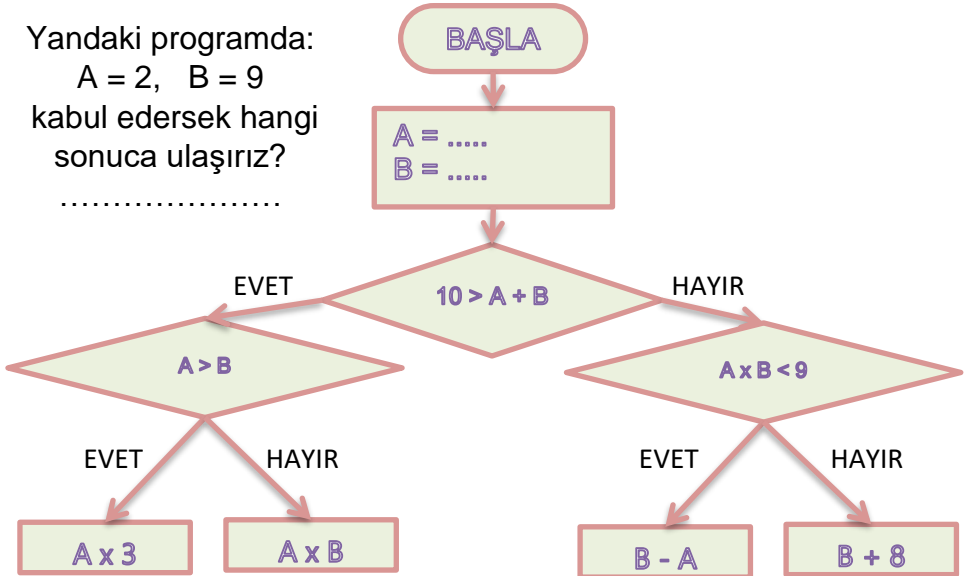 Yandaki programda:
A = 2, B = 9
kabul edersek hangi
sonuca ulaşırız?
…………………
BAŞLA
A = .....
B = .....
10 > A + B
EVET
HAYIR
A > B
A x B < 9
EVET
HAYIR
EVET
HAYIR
A x 3
A x B
B - A
B + 8